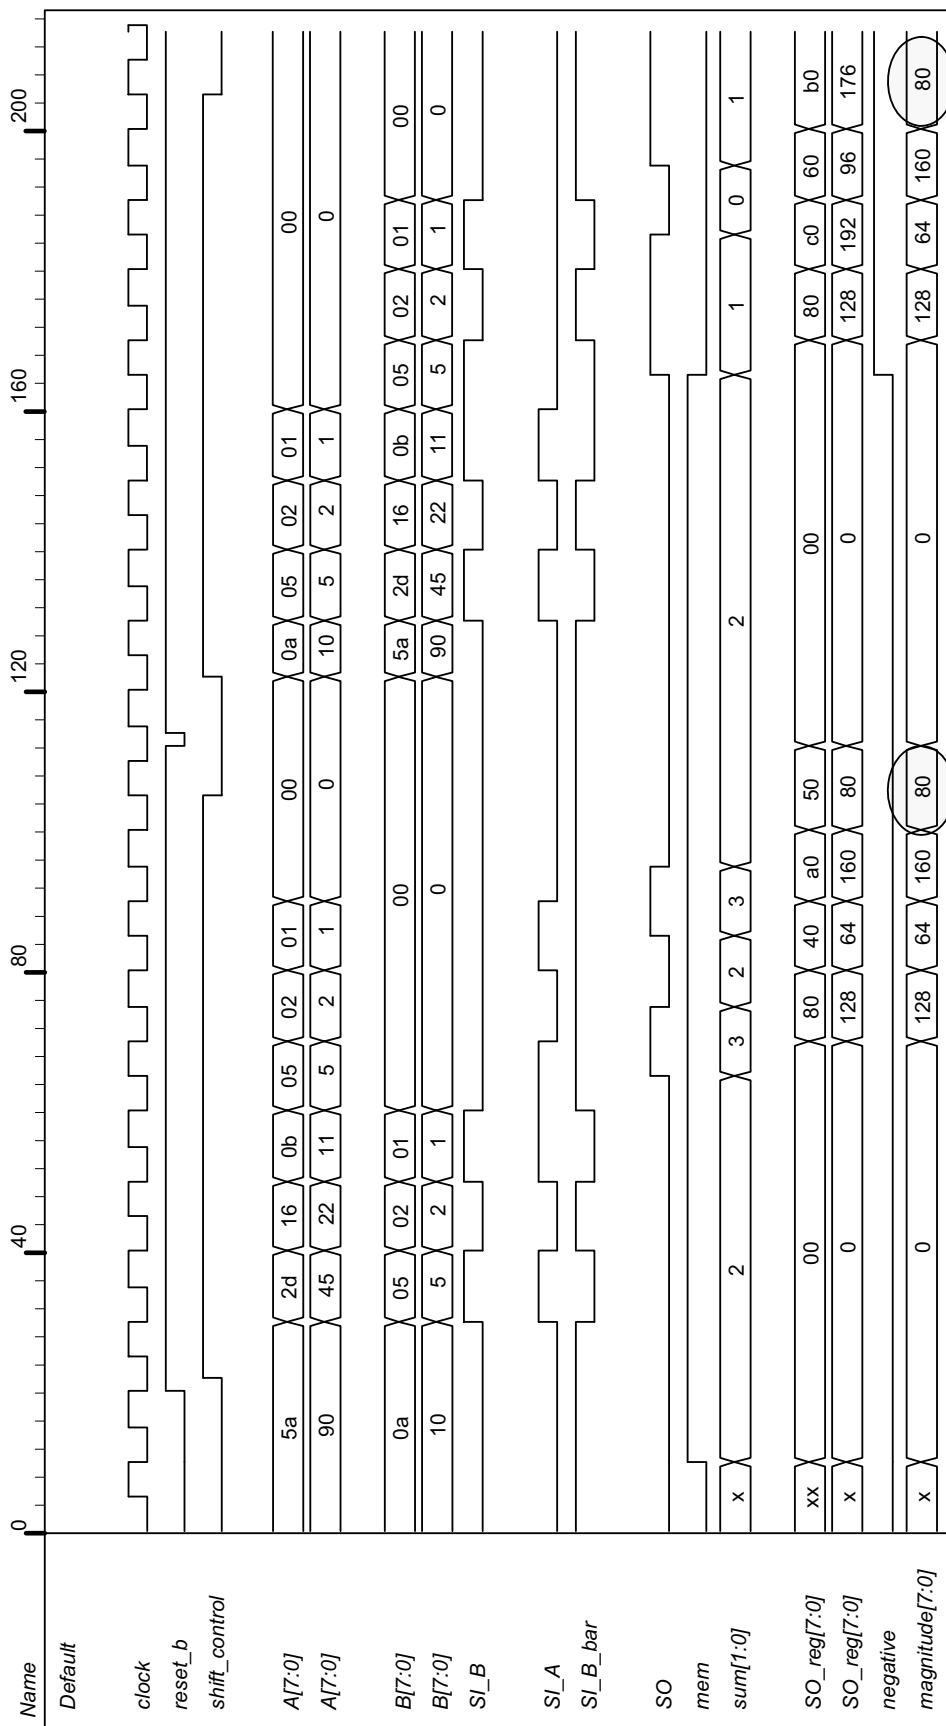 Name 0 40 80 120 160 200
Default
clock
reset_b
shift_control
A[7:0] 5a 2d 16 0b 05 02 01 00 0a 05 02 01 00
A[7:0] 90 45 22 11 5 2 1 0 10 5 2 1 0
B[7:0] 0a 05 02 01 00 5a 2d 16 0b 05 02 01 00
B[7:0] 10 5 2 1 0 90 45 22 11 5 2 1 0
SI_B
SI_A
SI_B_bar
SO
mem
sum[1:0] x 2 3 2 3 2 1 0 1
SO_reg[7:0] xx 00 80 40 a0 50 00 80 c0 60 b0
SO_reg[7:0] x 0 128 64 160 80 0 128 192 96 176
negative
magnitude[7:0] x 0 128 64 160 80 0 128 64 160 80